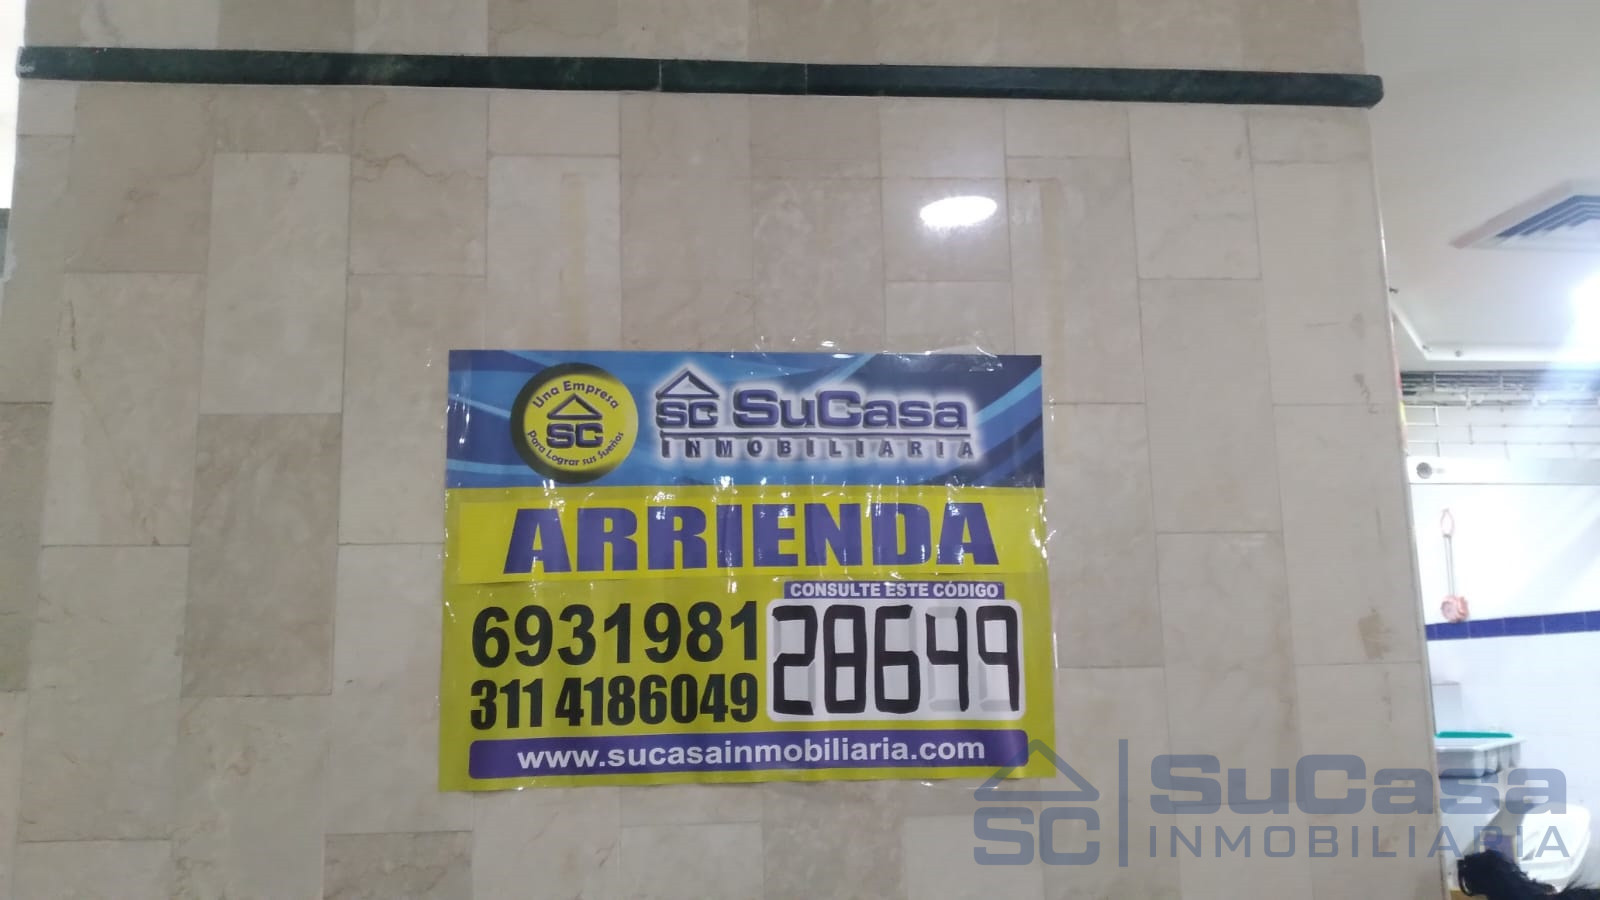 Una Empresa
SC
Para Lograr sus Sueños
SC SuCasa
INMOBILIARIA
ARRIENDA
CONSULTE ESTE CÓDIGO
6931981
28649
311 4186049
www.sucasainmobiliaria.com
SC SuCasa
INMOBILIARIA